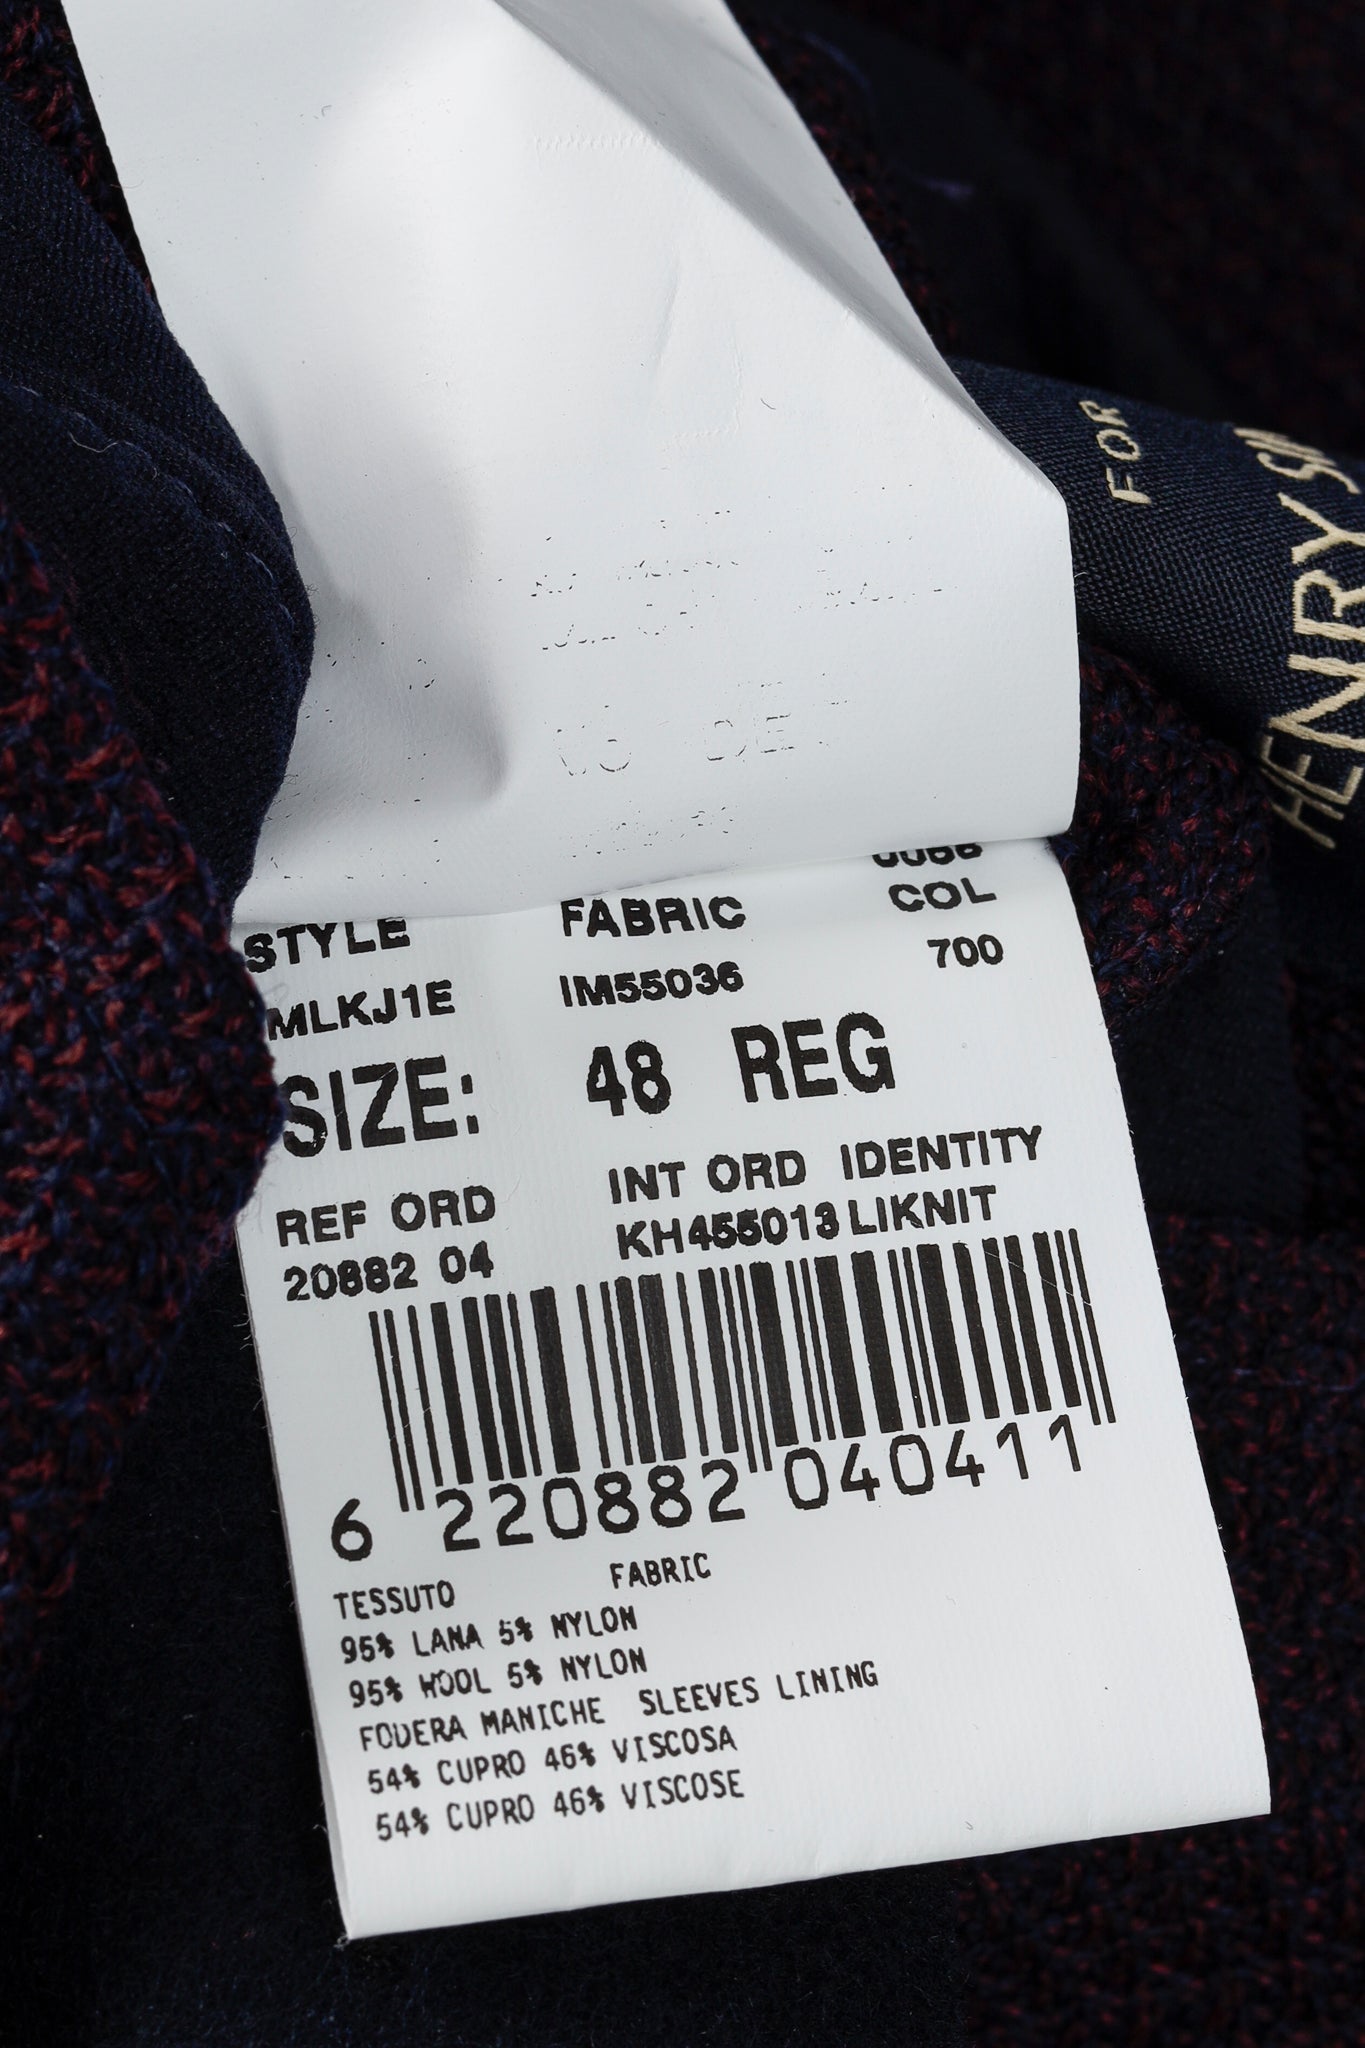 FOR
HENRY
STYLE FABRIC COL
MLKJ1E IM55036 700
SIZE: 48 REG
REF ORD INT ORD IDENTITY
20882 04 KH455013 LIKNIT
6 220882 040411
TESSUTO FABRIC
95% LANA 5% NYLON
95% WOOL 5% NYLON
FODERA MANICHE SLEEVES LINING
54% CUPRO 46% VISCOSA
54% CUPRO 46% VISCOSE